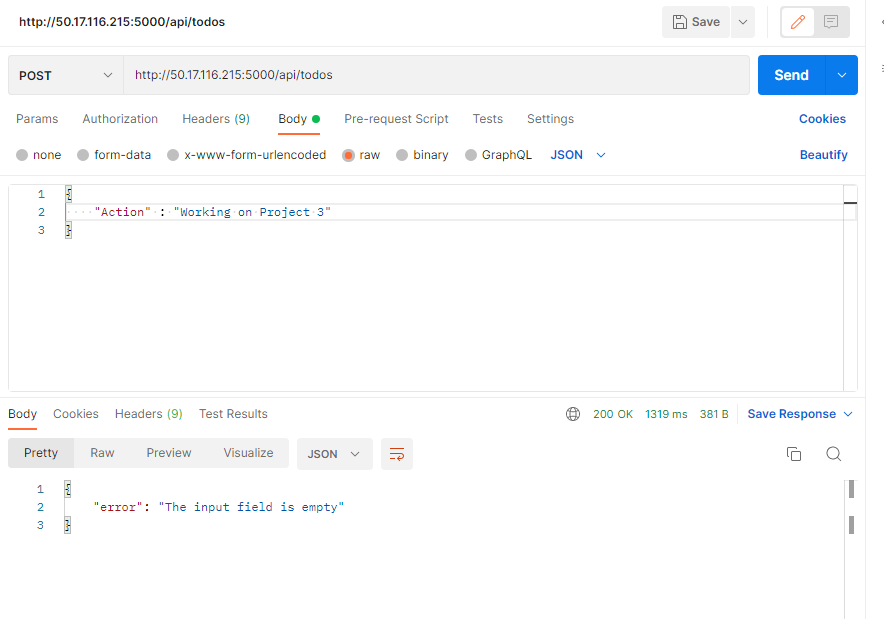 http://50.17.116.215:5000/api/todos
Save
POST
http://50.17.116.215:5000/api/todos
Send
Params Authorization Headers (9) Body Pre-request Script Tests Settings Cookies
none form-data x-www-form-urlencoded raw binary GraphQL JSON Beautify
1 {
2 ····"Action"·:·"Working·on·Project·3"
3 }
Body Cookies Headers (9) Test Results 200 OK 1319 ms 381 B Save Response
Pretty Raw Preview Visualize JSON
1 {
2 "error": "The input field is empty"
3 }